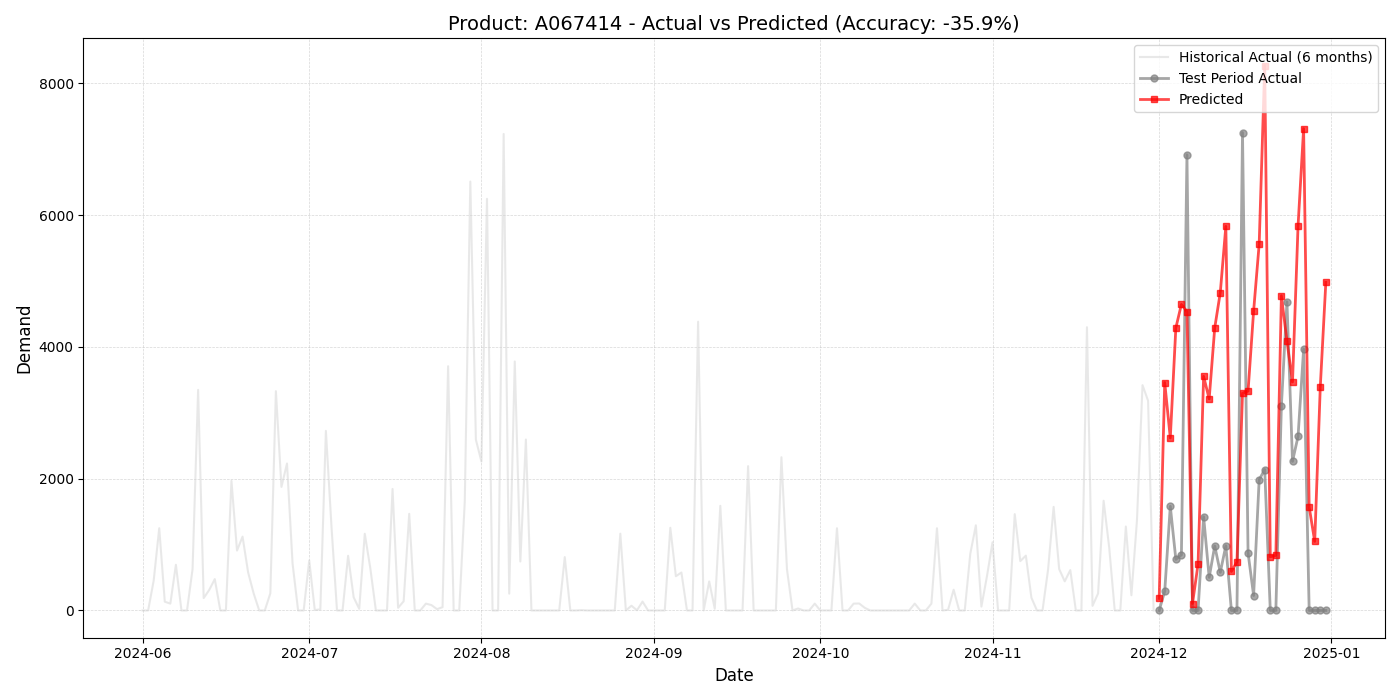 Product: A067414 - Actual vs Predicted (Accuracy: -35.9%)
Historical Actual (6 months)
Test Period Actual
Predicted
Demand
8000
6000
4000
2000
0
2024-06
2024-07
2024-08
2024-09
2024-10
2024-11
2024-12
2025-01
Date